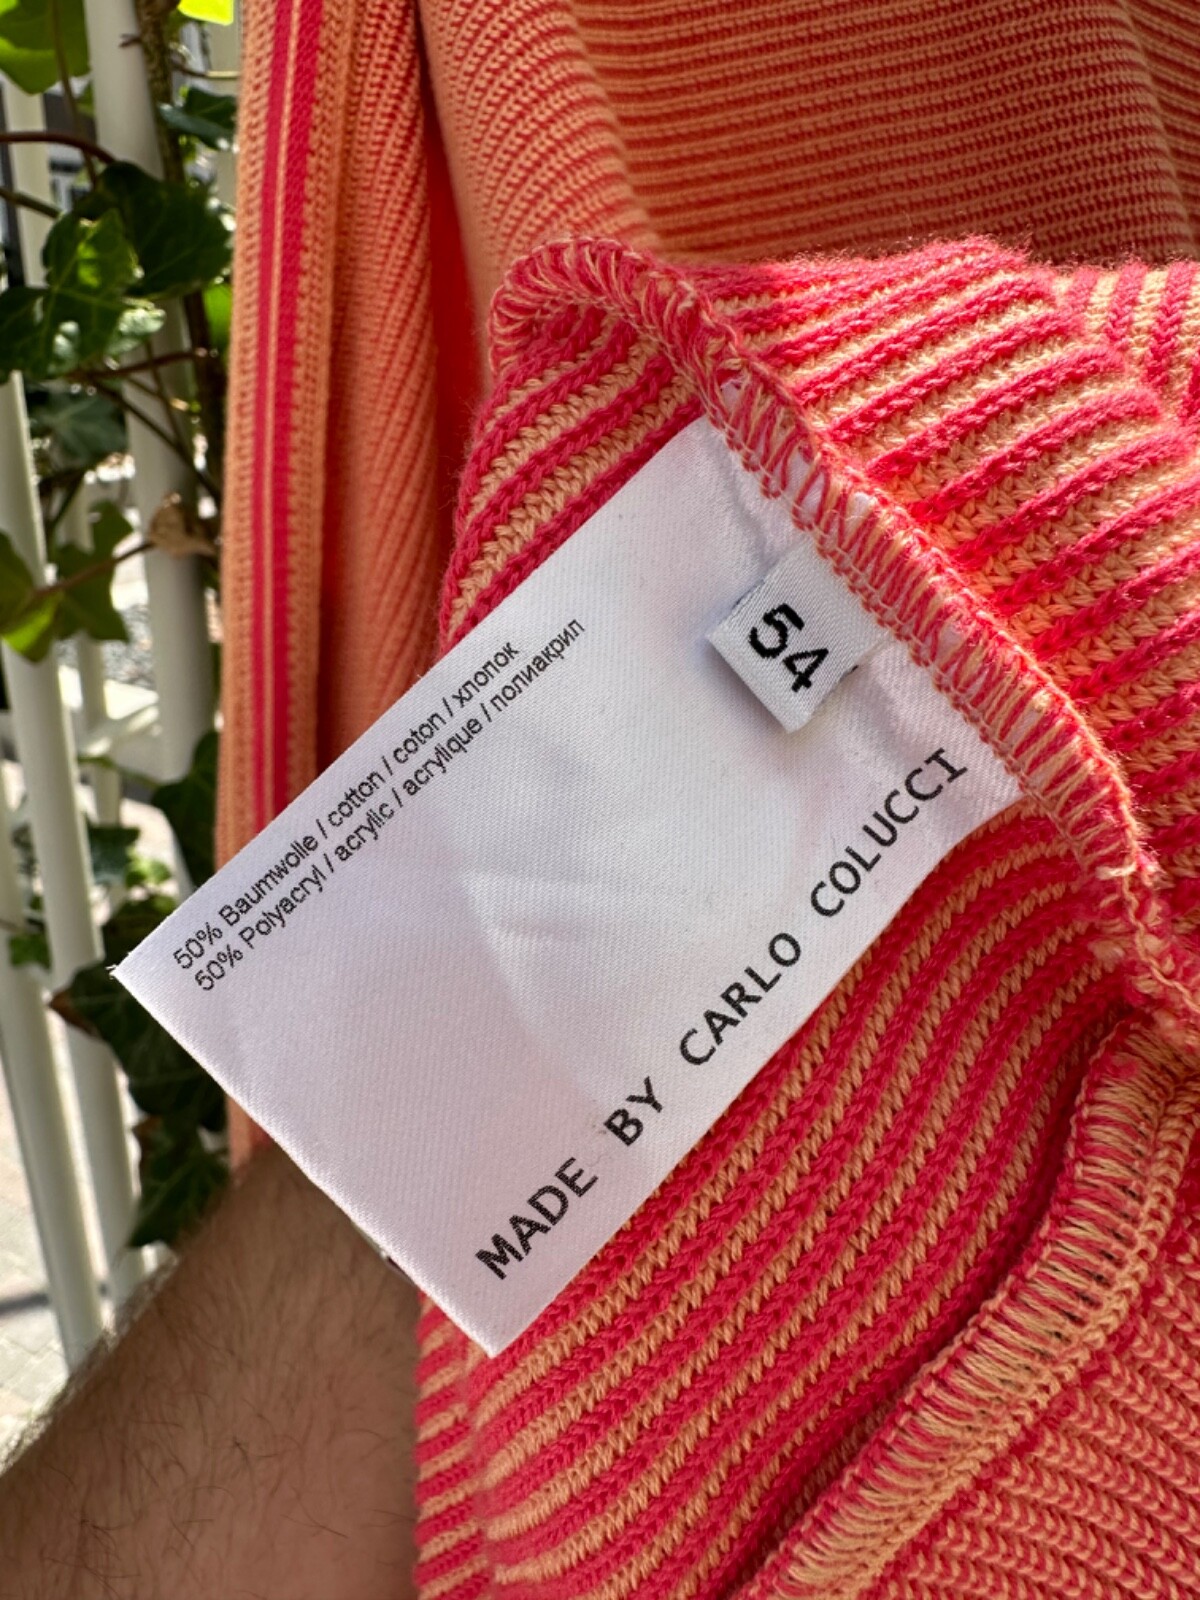 50% Baumwolle / cotton / coton / хлопок
50% Polyacryl / acrylic / acrylique / полиакрил
54
MADE BY CARLO COLUCCI